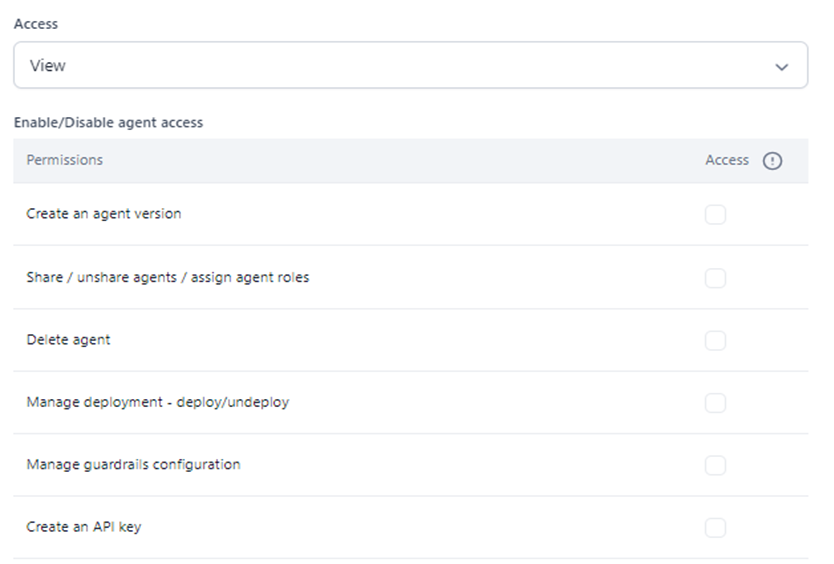 Access
View
Enable/Disable agent access
Permissions Access
Create an agent version
Share / unshare agents / assign agent roles
Delete agent
Manage deployment - deploy/undeploy
Manage guardrails configuration
Create an API key